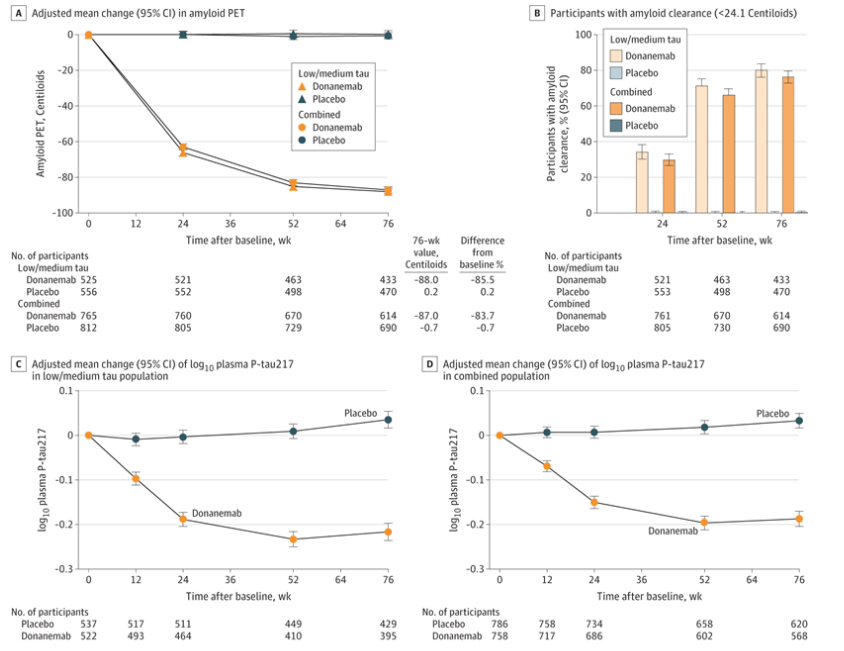 A Adjusted mean change (95% CI) in amyloid PET
Amyloid PET, Centiloids
0
-20
-40
-60
-80
-100
Low/medium tau
Donanemab
Placebo
Combined
Donanemab
Placebo
0 12 24 36 52 64 76
Time after baseline, wk
76-wk value, Centiloids
Difference from baseline %
No. of participants
Low/medium tau
Donanemab 525 521 463 433 -88.0 -85.5
Placebo 556 552 498 470 0.2 0.2
Combined
Donanemab 765 760 670 614 -87.0 -83.7
Placebo 812 805 729 690 -0.7 -0.7
B Participants with amyloid clearance (<24.1 Centiloids)
Participants with amyloid
clearance, % (95% CI)
100
80
60
40
20
0
Low/medium tau
Donanemab
Placebo
Combined
Donanemab
Placebo
24 52 76
Time after baseline, wk
No. of participants
Low/medium tau
Donanemab 521 463 433
Placebo 553 498 470
Combined
Donanemab 761 670 614
Placebo 805 730 690
C Adjusted mean change (95% CI) of log10 plasma P-tau217
in low/medium tau population
log10 plasma P-tau217
0.1
0
-0.1
-0.2
-0.3
Placebo
Donanemab
0 12 24 36 52 64 76
Time after baseline, wk
No. of participants
Placebo 537 517 511 449 429
Donanemab 522 493 464 410 395
D Adjusted mean change (95% CI) of log10 plasma P-tau217
in combined population
log10 plasma P-tau217
0.1
0
-0.1
-0.2
-0.3
Placebo
Donanemab
0 12 24 36 52 64 76
Time after baseline, wk
No. of participants
Placebo 786 758 734 658 620
Donanemab 758 717 686 602 568